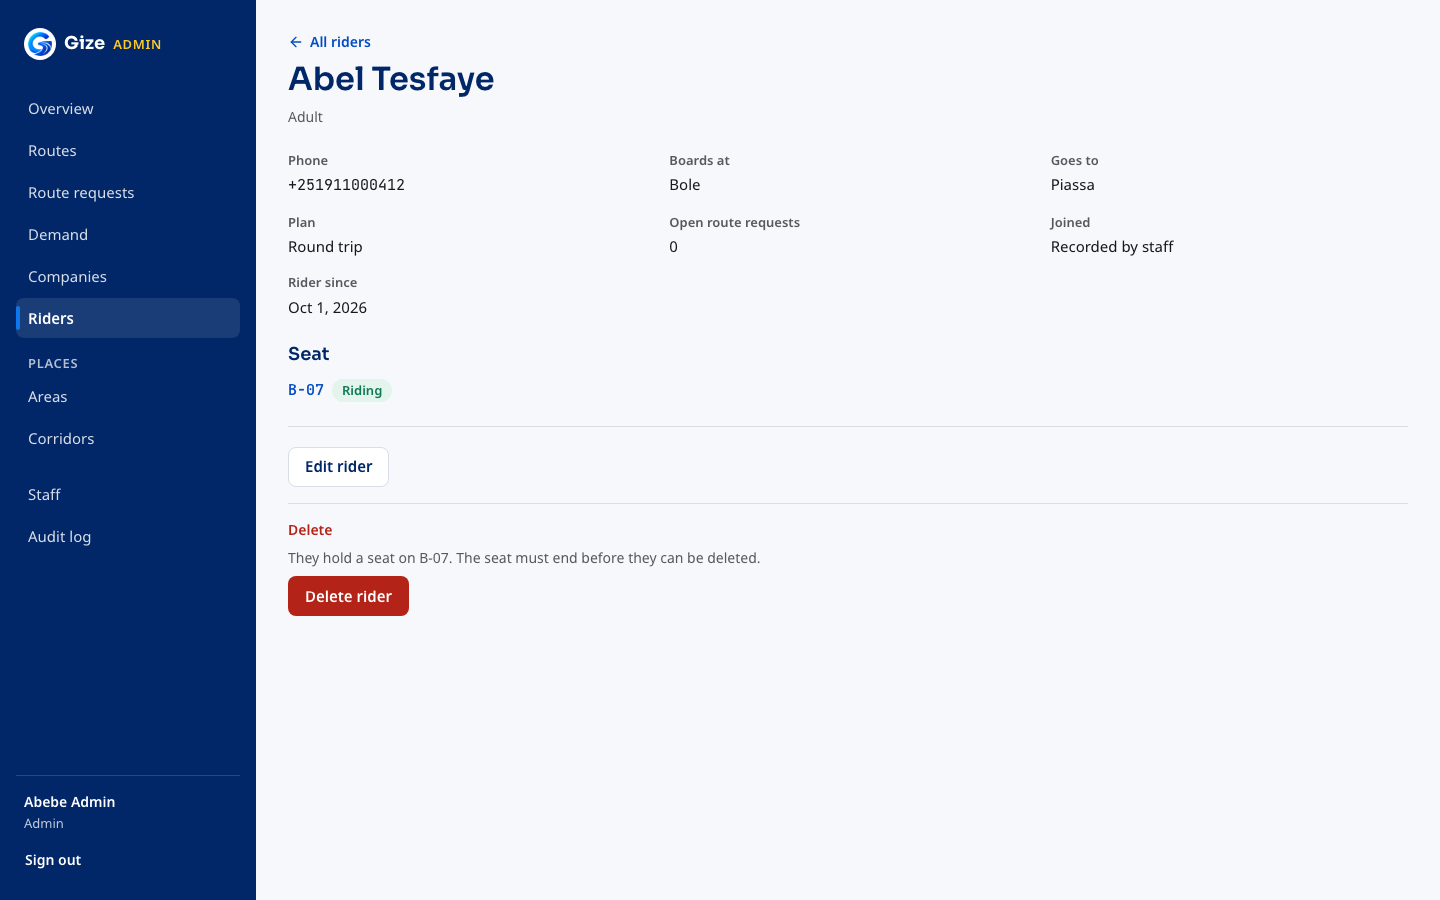 Gize ADMIN
Overview
Routes
Route requests
Demand
Companies
Riders
PLACES
Areas
Corridors
Staff
Audit log
Abebe Admin
Admin
Sign out
← All riders
Abel Tesfaye
Adult
Phone
+251911000412
Boards at
Bole
Goes to
Piassa
Plan
Round trip
Open route requests
0
Joined
Recorded by staff
Rider since
Oct 1, 2026
Seat
B-07 Riding
Edit rider
Delete
They hold a seat on B-07. The seat must end before they can be deleted.
Delete rider